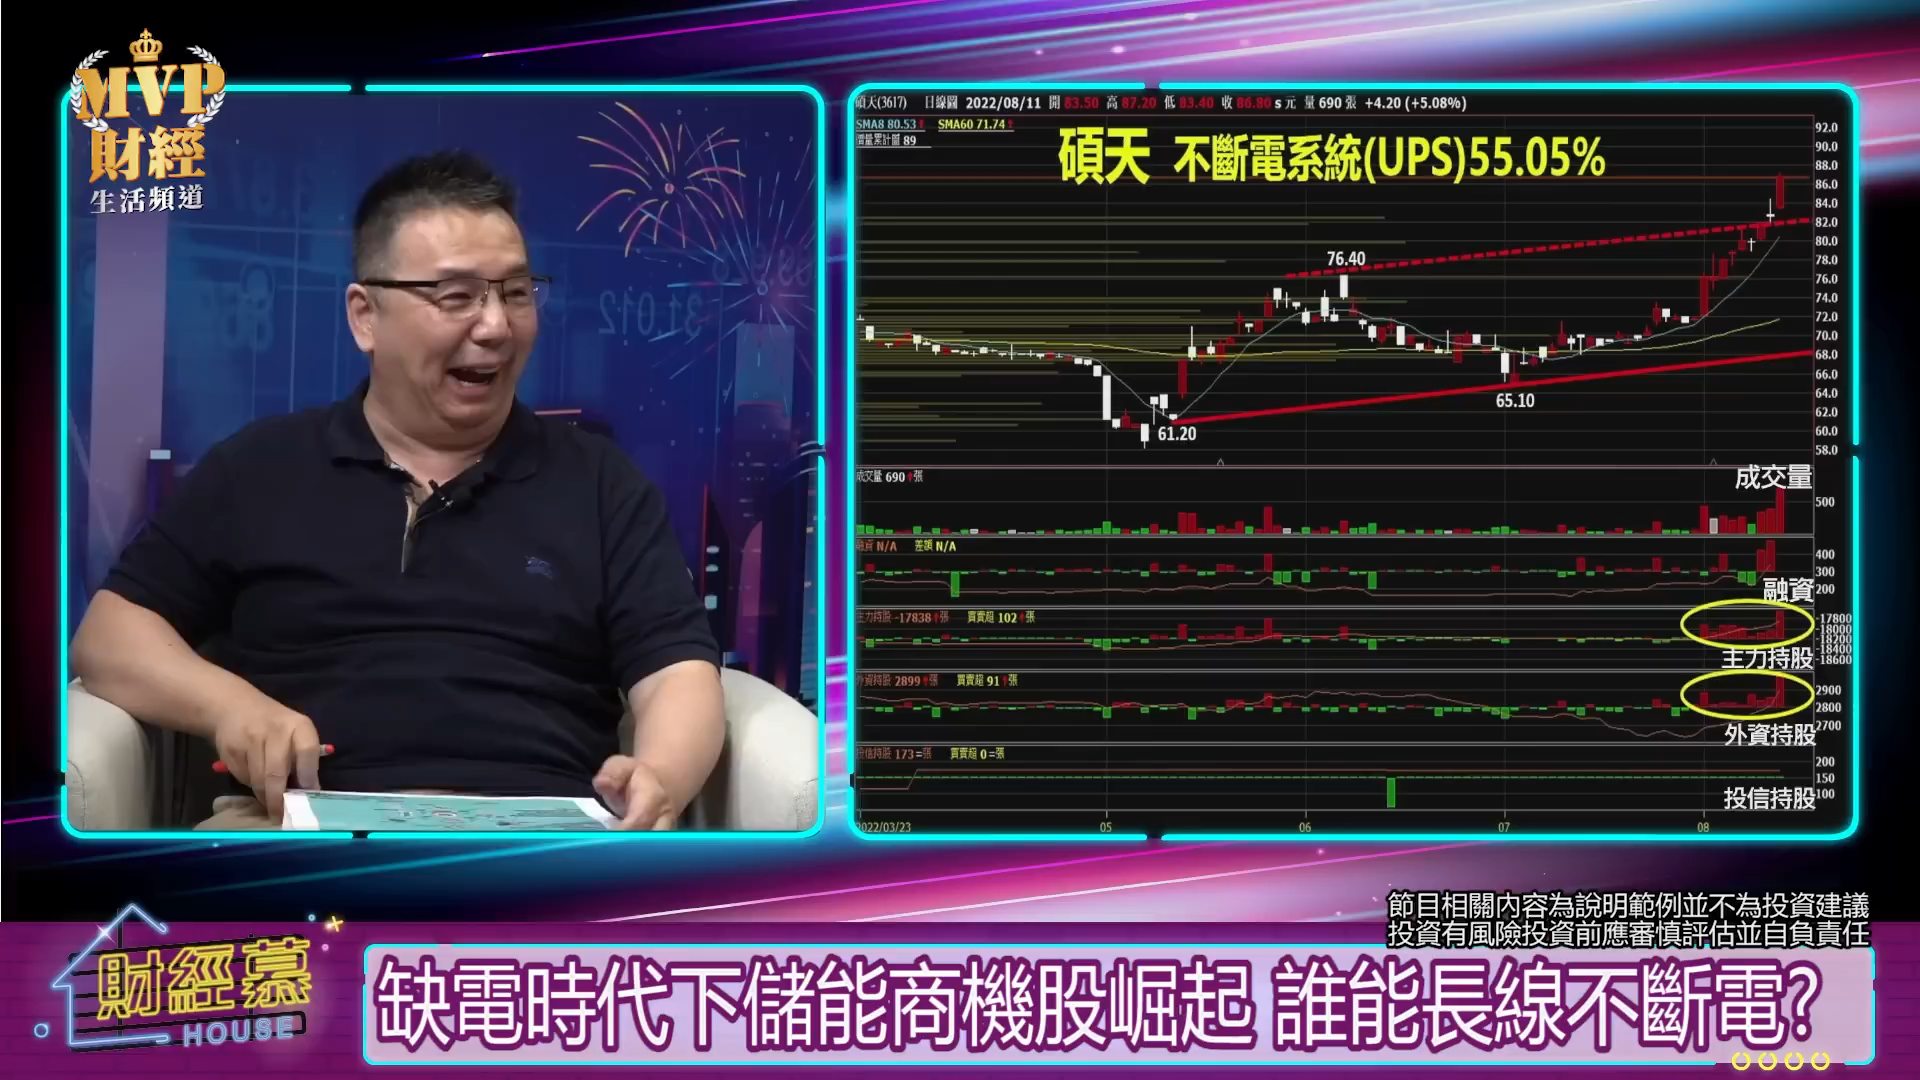 MVP
財經
生活頻道
碩天(3617) 日線圖 2022/08/11 開 83.50 高 87.20 低 83.40 收 86.80 s 元 量 690 張 +4.20 (+5.08%)
SMA8 80.53↑ SMA60 71.74↑
價量累計圖 89
碩天 不斷電系統(UPS)55.05%
92.0
90.0
88.0
86.0
84.0
82.0
80.0
78.0
76.0
74.0
72.0
70.0
68.0
66.0
64.0
62.0
60.0
58.0
76.40
65.10
61.20
成交量 690↑張
成交量
500
融資 N/A 差額 N/A
400
300
200
融資
主力持股 -17838↑張 買賣超 102↑張
-17800
-18000
-18200
-18400
-18600
主力持股
外資持股 2899↑張 買賣超 91↑張
2900
2800
2700
外資持股
投信持股 173=張 買賣超 0=張
200
150
100
投信持股
2022/03/23 05 06 07 08
節目相關內容為說明範例並不為投資建議
投資有風險投資前應審慎評估並自負責任
財經慕
HOUSE
缺電時代下儲能商機股崛起 誰能長線不斷電?